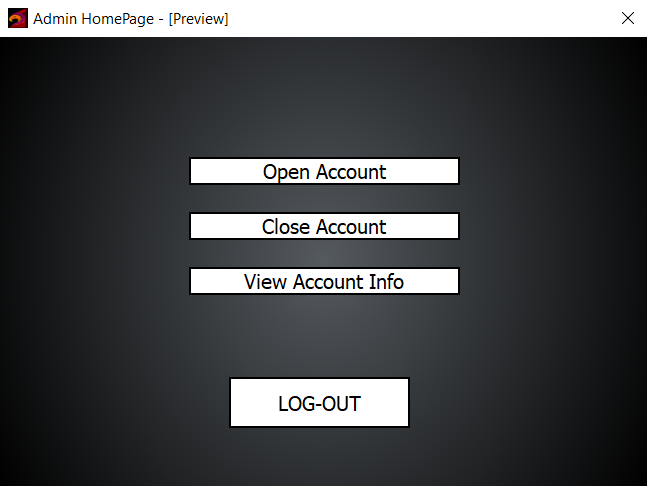 Admin HomePage - [Preview]
Open Account
Close Account
View Account Info
LOG-OUT